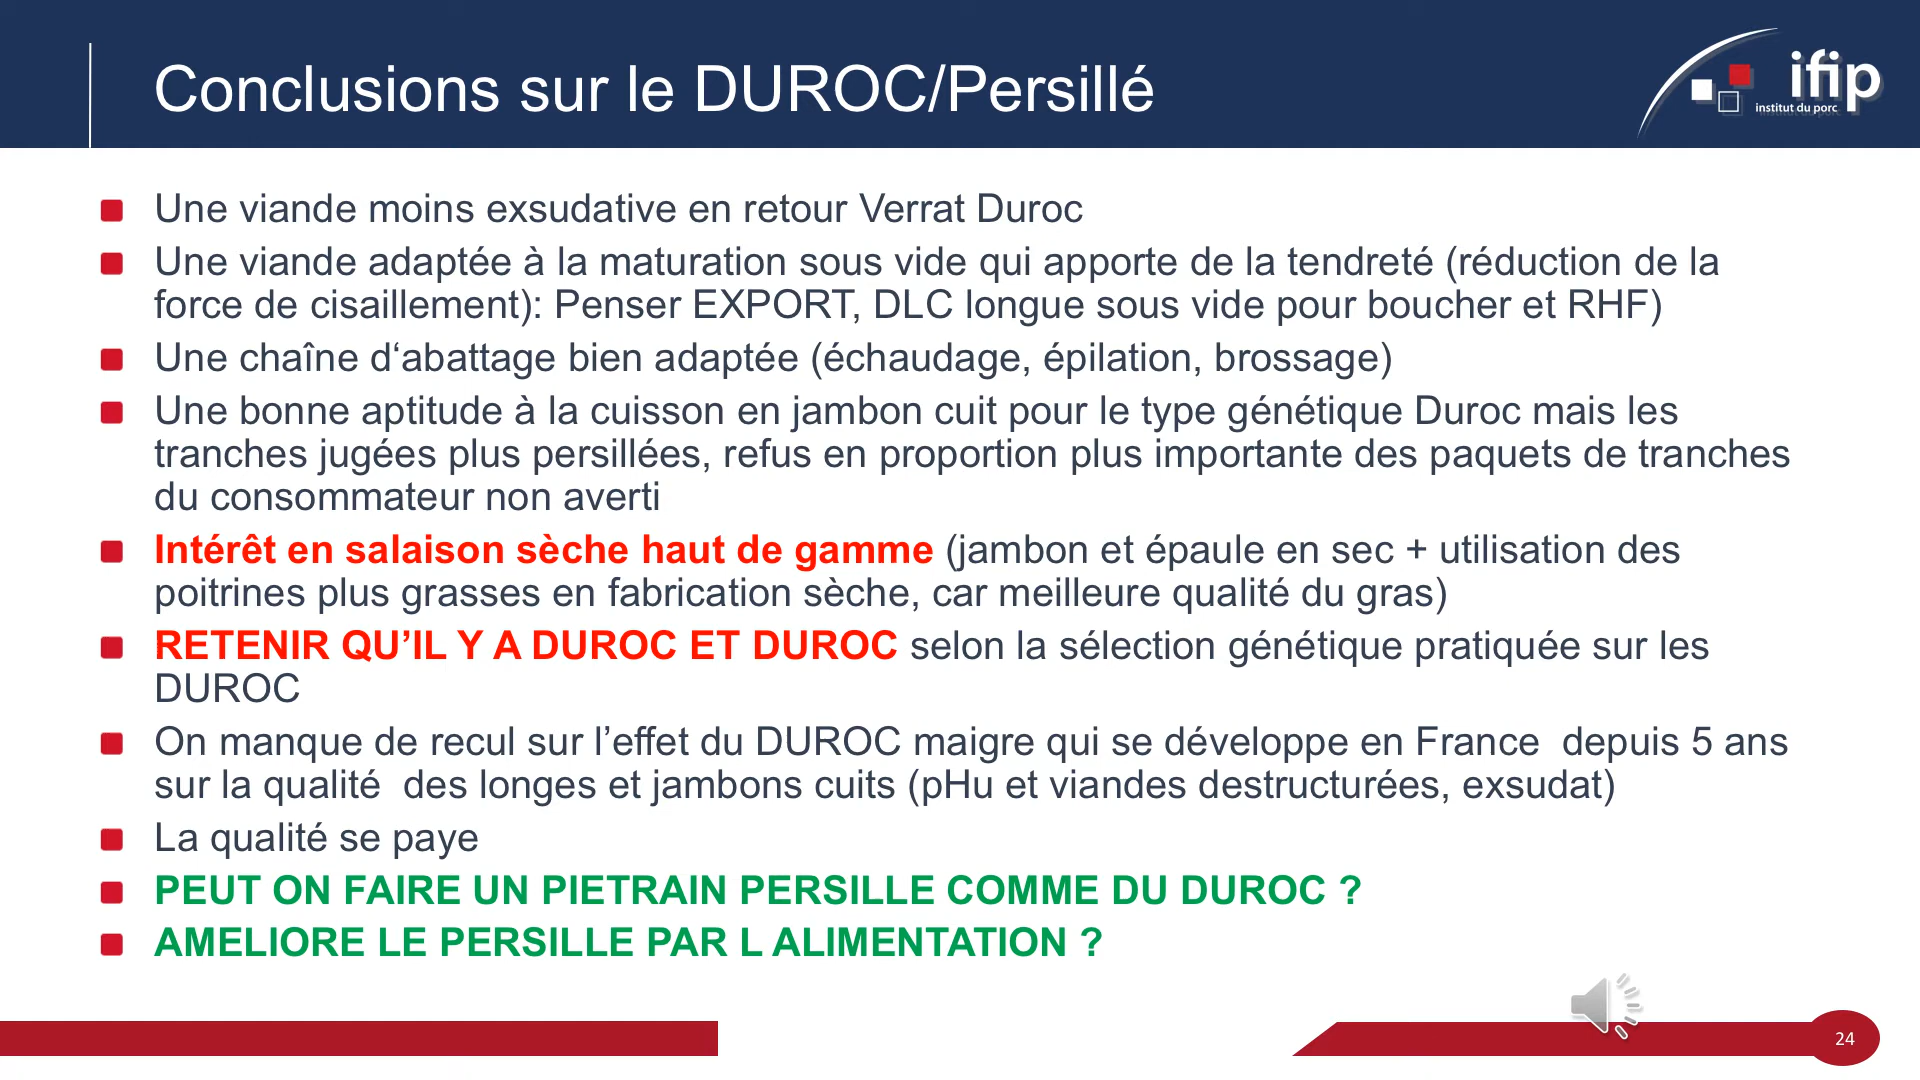 Conclusions sur le DUROC/Persillé
ifip
institut du porc
Une viande moins exsudative en retour Verrat Duroc
Une viande adaptée à la maturation sous vide qui apporte de la tendreté (réduction de la
force de cisaillement): Penser EXPORT, DLC longue sous vide pour boucher et RHF)
Une chaîne d‘abattage bien adaptée (échaudage, épilation, brossage)
Une bonne aptitude à la cuisson en jambon cuit pour le type génétique Duroc mais les
tranches jugées plus persillées, refus en proportion plus importante des paquets de tranches
du consommateur non averti
Intérêt en salaison sèche haut de gamme (jambon et épaule en sec + utilisation des
poitrines plus grasses en fabrication sèche, car meilleure qualité du gras)
RETENIR QU’IL Y A DUROC ET DUROC selon la sélection génétique pratiquée sur les
DUROC
On manque de recul sur l’effet du DUROC maigre qui se développe en France  depuis 5 ans
sur la qualité  des longes et jambons cuits (pHu et viandes destructurées, exsudat)
La qualité se paye
PEUT ON FAIRE UN PIETRAIN PERSILLE COMME DU DUROC ?
AMELIORE LE PERSILLE PAR L ALIMENTATION ?
24